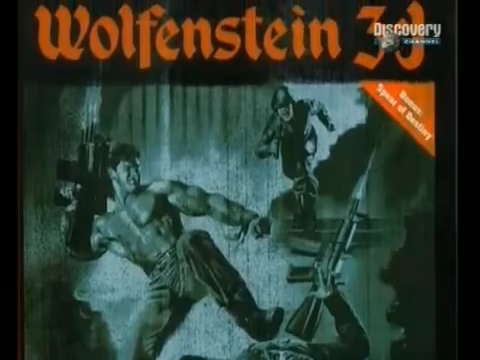 Wolfenstein 3D
Discovery
CHANNEL
Bonus:
Spear of Destiny